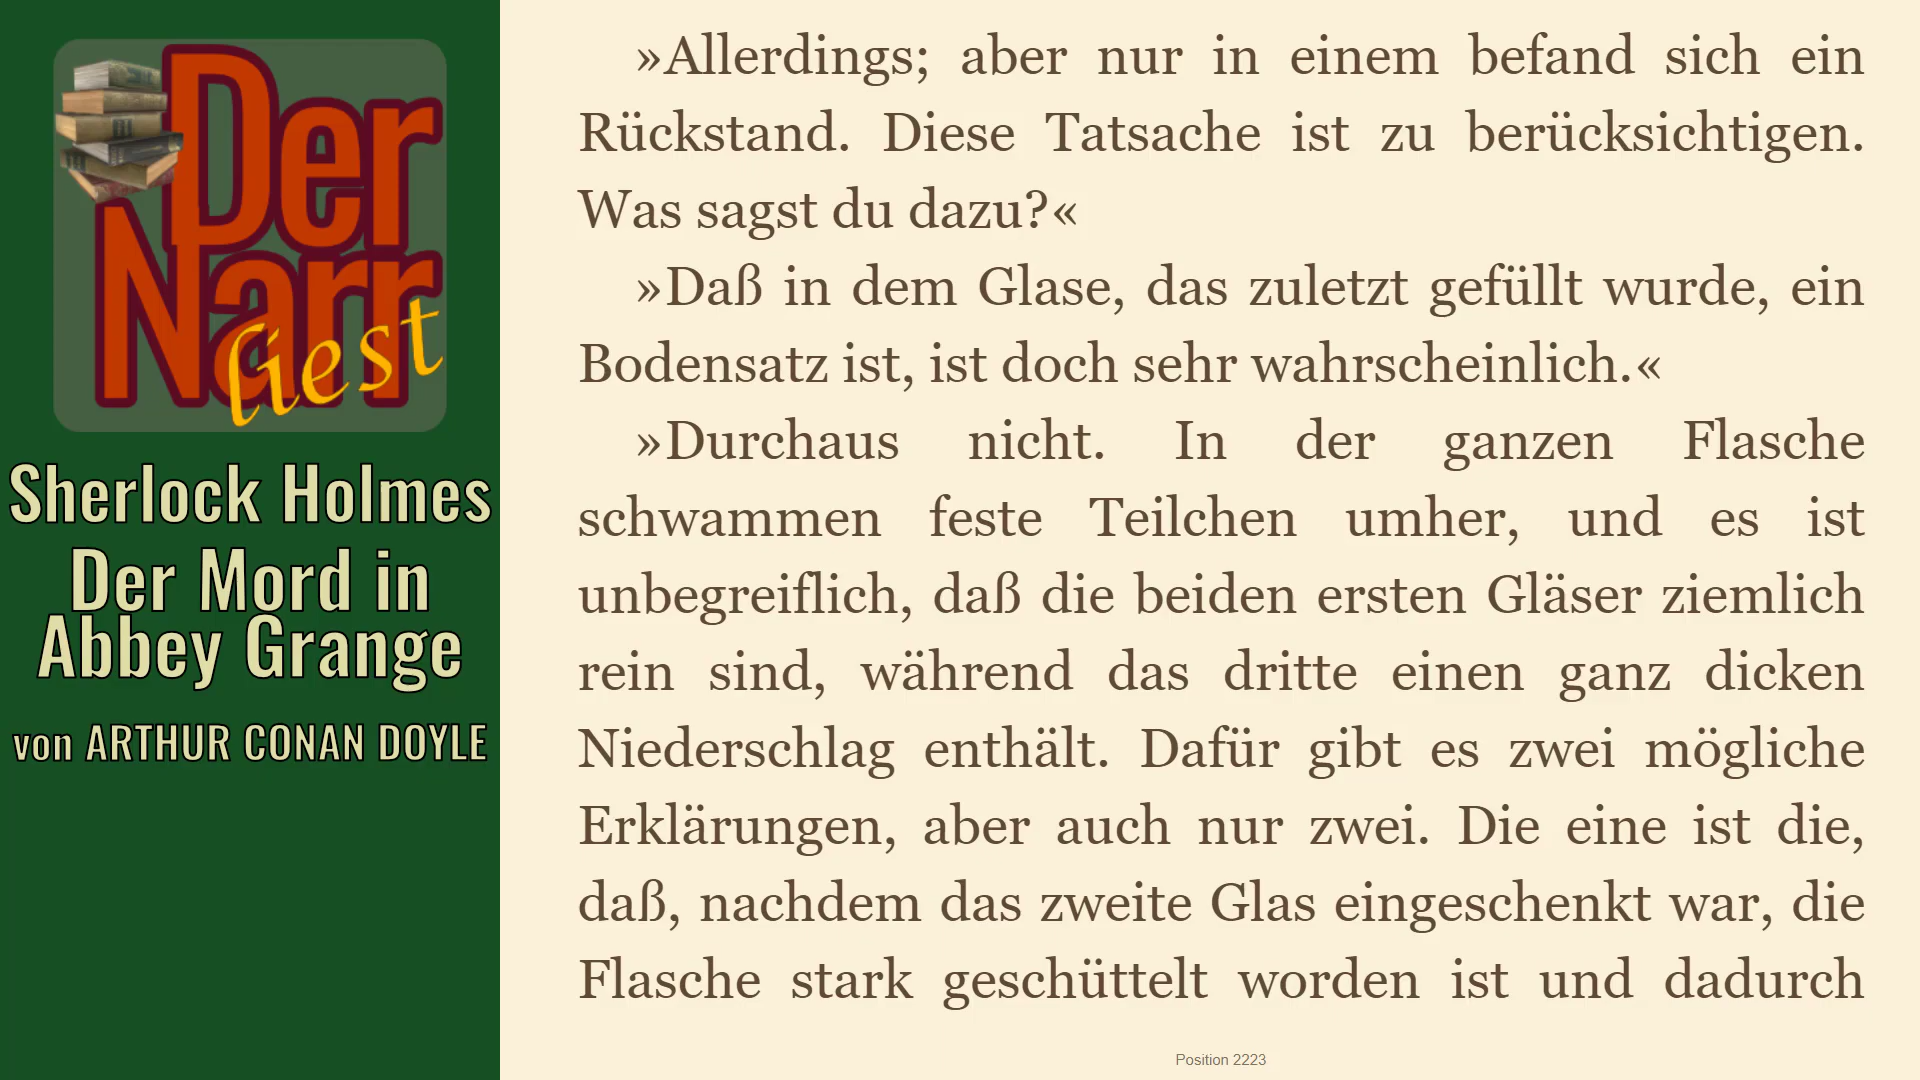 Der
Narr
liest
Sherlock Holmes
Der Mord in
Abbey Grange
von ARTHUR CONAN DOYLE
»Allerdings; aber nur in einem befand sich ein
Rückstand. Diese Tatsache ist zu berücksichtigen.
Was sagst du dazu?«
»Daß in dem Glase, das zuletzt gefüllt wurde, ein
Bodensatz ist, ist doch sehr wahrscheinlich.«
»Durchaus nicht. In der ganzen Flasche
schwammen feste Teilchen umher, und es ist
unbegreiflich, daß die beiden ersten Gläser ziemlich
rein sind, während das dritte einen ganz dicken
Niederschlag enthält. Dafür gibt es zwei mögliche
Erklärungen, aber auch nur zwei. Die eine ist die,
daß, nachdem das zweite Glas eingeschenkt war, die
Flasche stark geschüttelt worden ist und dadurch
Position 2223